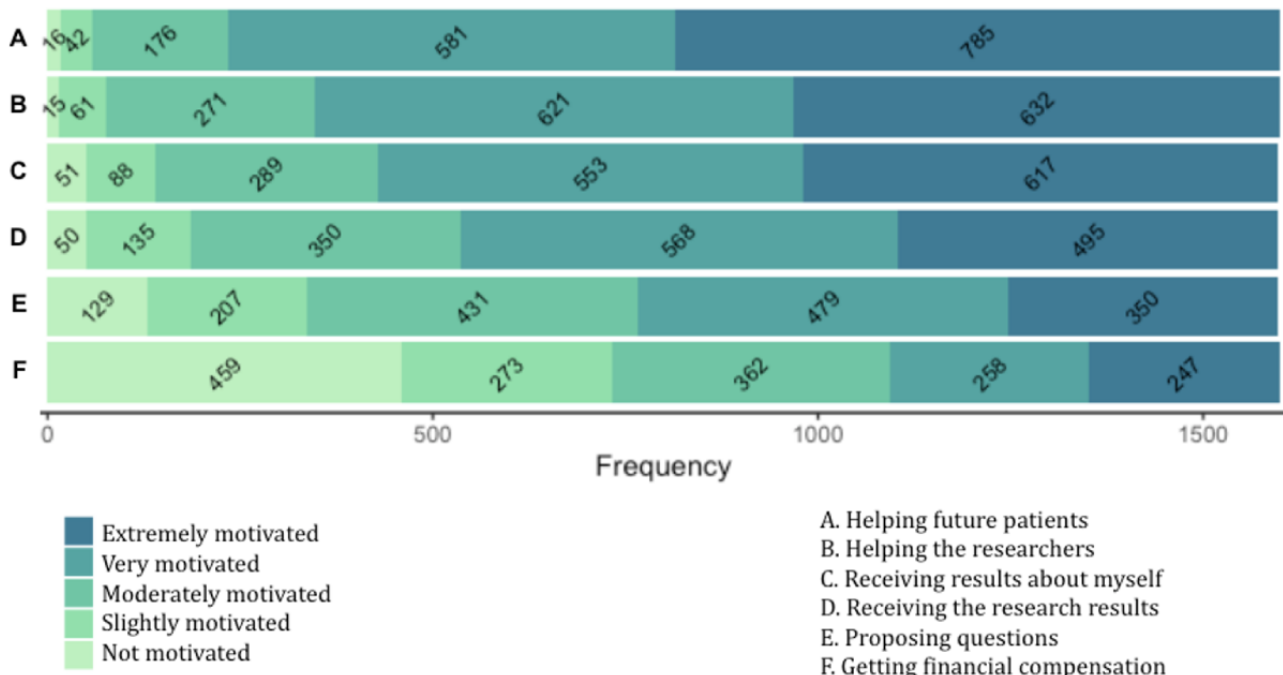 A 16 42 176 581 785
B 15 61 271 621 632
C 51 88 289 553 617
D 50 135 350 568 495
E 129 207 431 479 350
F 459 273 362 258 247
0 500 1000 1500
Frequency
Extremely motivated
Very motivated
Moderately motivated
Slightly motivated
Not motivated
A. Helping future patients
B. Helping the researchers
C. Receiving results about myself
D. Receiving the research results
E. Proposing questions
F. Getting financial compensation